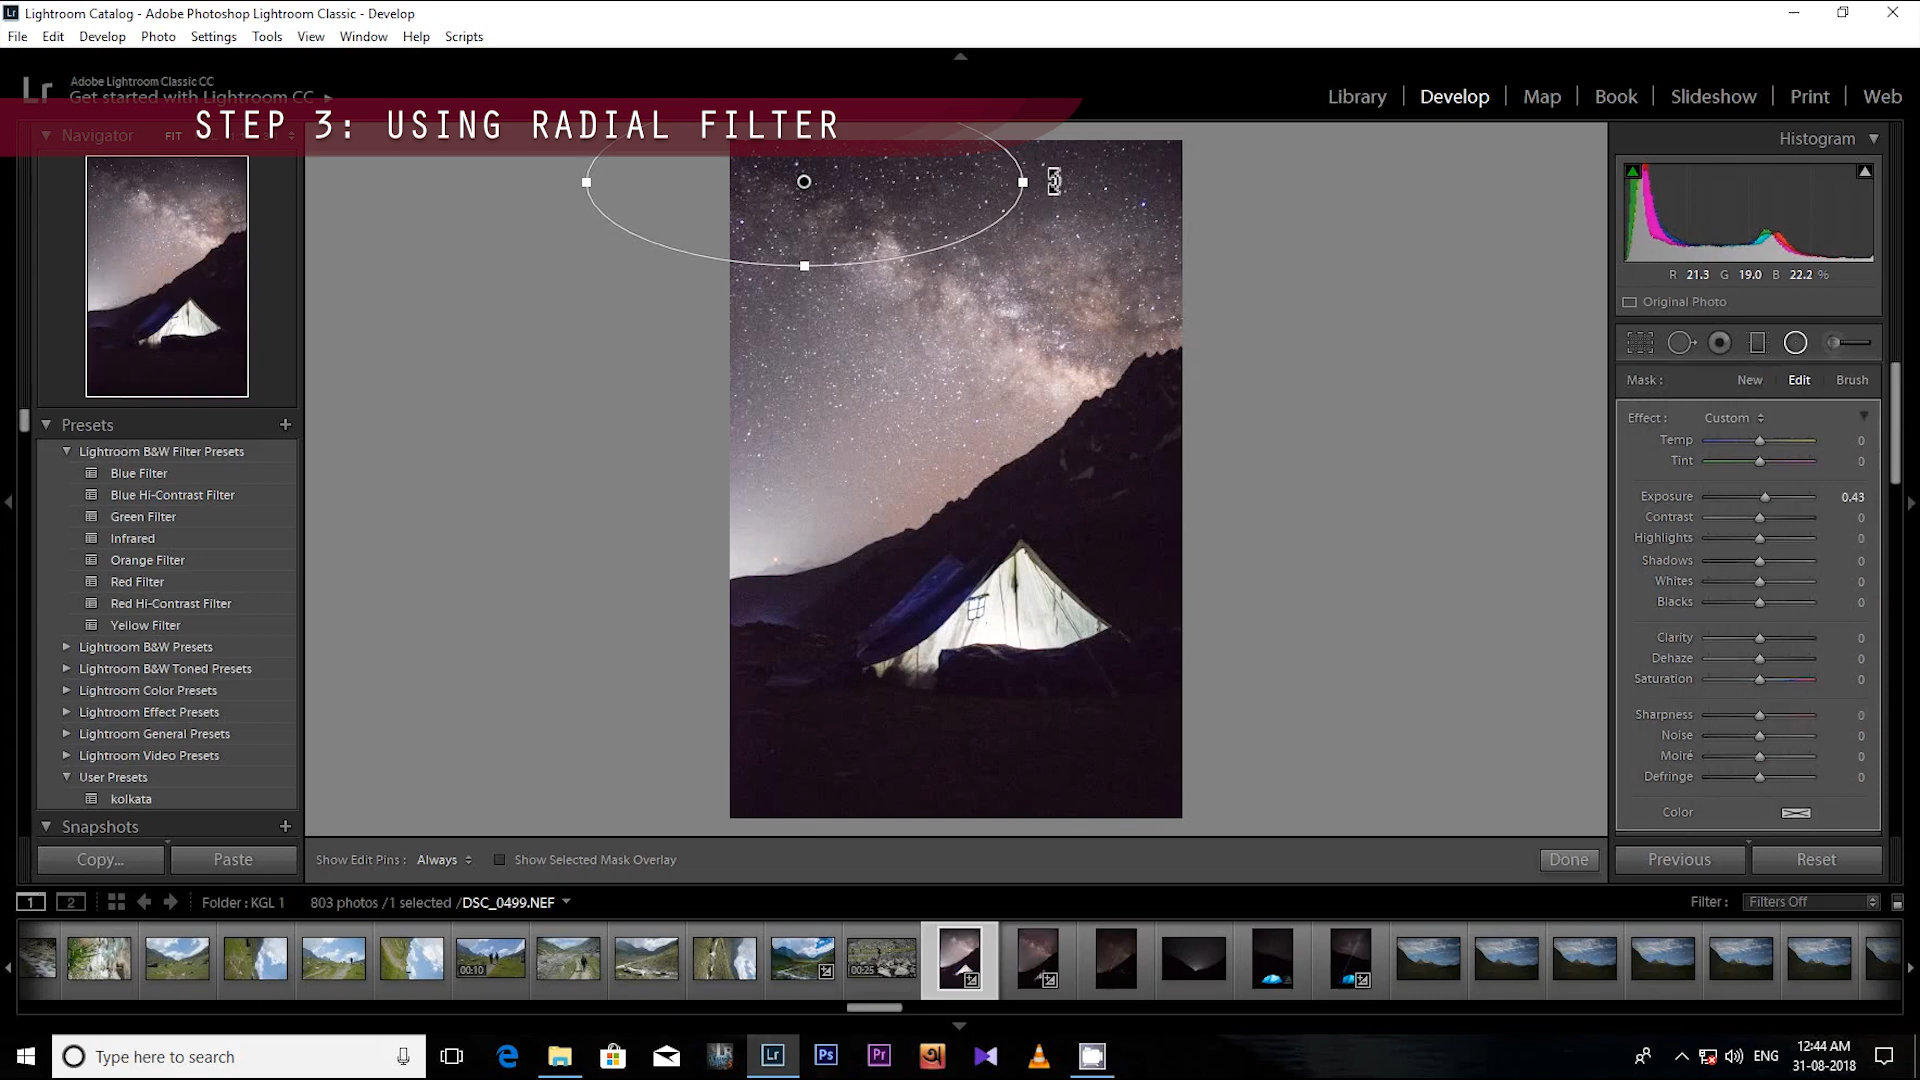 Lr Lightroom Catalog - Adobe Photoshop Lightroom Classic - Develop
File Edit Develop Photo Settings Tools View Window Help Scripts
Lr Adobe Lightroom Classic CC
Get started with Lightroom CC
Library Develop Map Book Slideshow Print Web
STEP 3: USING RADIAL FILTER
Navigator FIT
Histogram
R 21.3 G 19.0 B 22.2 %
Original Photo
Mask : New Edit Brush
Effect : Custom
Temp 0
Tint 0
Exposure 0.43
Contrast 0
Highlights 0
Shadows 0
Whites 0
Blacks 0
Clarity 0
Dehaze 0
Saturation 0
Sharpness 0
Noise 0
Moiré 0
Defringe 0
Color
Presets +
Lightroom B&W Filter Presets
Blue Filter
Blue Hi-Contrast Filter
Green Filter
Infrared
Orange Filter
Red Filter
Red Hi-Contrast Filter
Yellow Filter
Lightroom B&W Presets
Lightroom B&W Toned Presets
Lightroom Color Presets
Lightroom Effect Presets
Lightroom General Presets
Lightroom Video Presets
User Presets
kolkata
Snapshots +
Copy... Paste
Show Edit Pins : Always Show Selected Mask Overlay Done
Previous Reset
1 2 Folder : KGL 1 803 photos / 1 selected / DSC_0499.NEF Filter : Filters Off
00:10 00:25
Type here to search
Lr Ps Pr
ENG
12:44 AM
31-08-2018